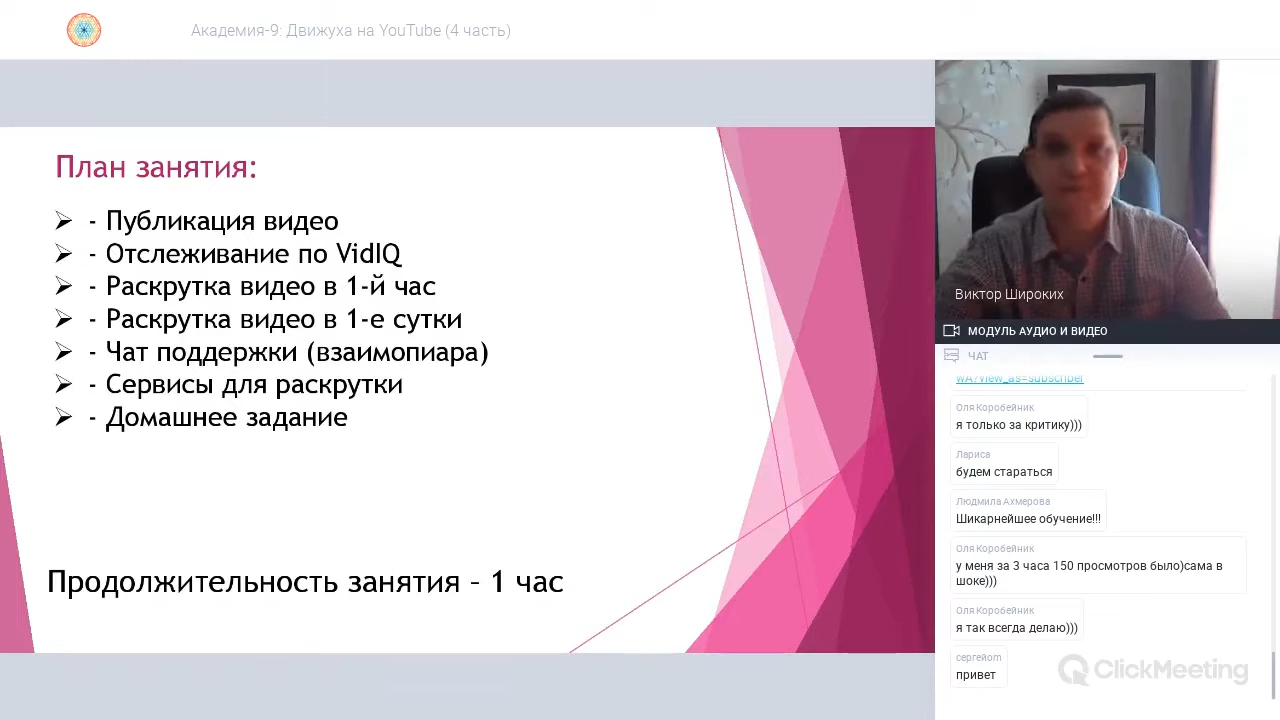 Академия-9: Движуха на YouTube (4 часть)
План занятия:
- Публикация видео
- Отслеживание по VidIQ
- Раскрутка видео в 1-й час
- Раскрутка видео в 1-е сутки
- Чат поддержки (взаимопиара)
- Сервисы для раскрутки
- Домашнее задание
Продолжительность занятия – 1 час
Виктор Широких
МОДУЛЬ АУДИО И ВИДЕО
ЧАТ
wA?view_as=subscriber
Оля Коробейник
я только за критику)))
Лариса
будем стараться
Людмила Ахмерова
Шикарнейшее обучение!!!
Оля Коробейник
у меня за 3 часа 150 просмотров было)сама в
шоке)))
Оля Коробейник
я так всегда делаю)))
сергейom
привет
ClickMeeting